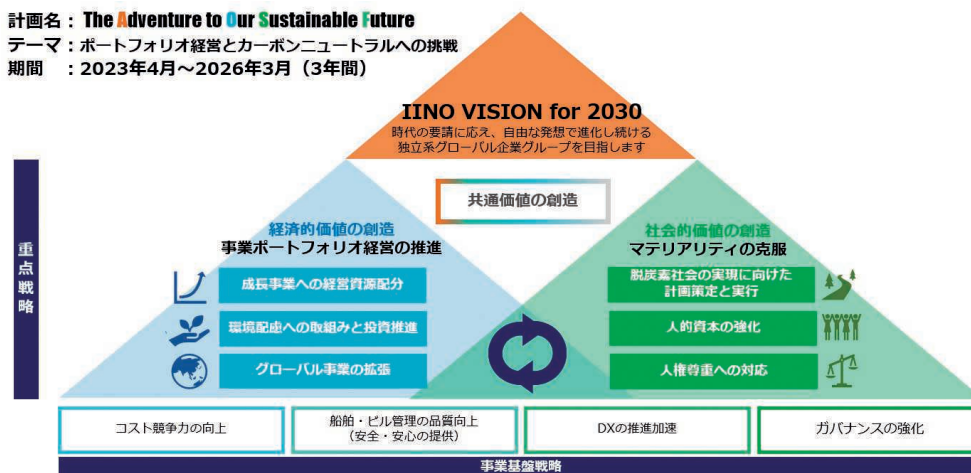 計画名：The Adventure to Our Sustainable Future
テーマ：ポートフォリオ経営とカーボンニュートラルへの挑戦
期間　：2023年4月～2026年3月（3年間）
IINO VISION for 2030
時代の要請に応え、自由な発想で進化し続ける
独立系グローバル企業グループを目指します
共通価値の創造
重点戦略
経済的価値の創造
事業ポートフォリオ経営の推進
成長事業への経営資源配分
環境配慮への取組みと投資推進
グローバル事業の拡張
社会的価値の創造
マテリアリティの克服
脱炭素社会の実現に向けた
計画策定と実行
人的資本の強化
人権尊重への対応
コスト競争力の向上
船舶・ビル管理の品質向上
（安全・安心の提供）
DXの推進加速
ガバナンスの強化
事業基盤戦略